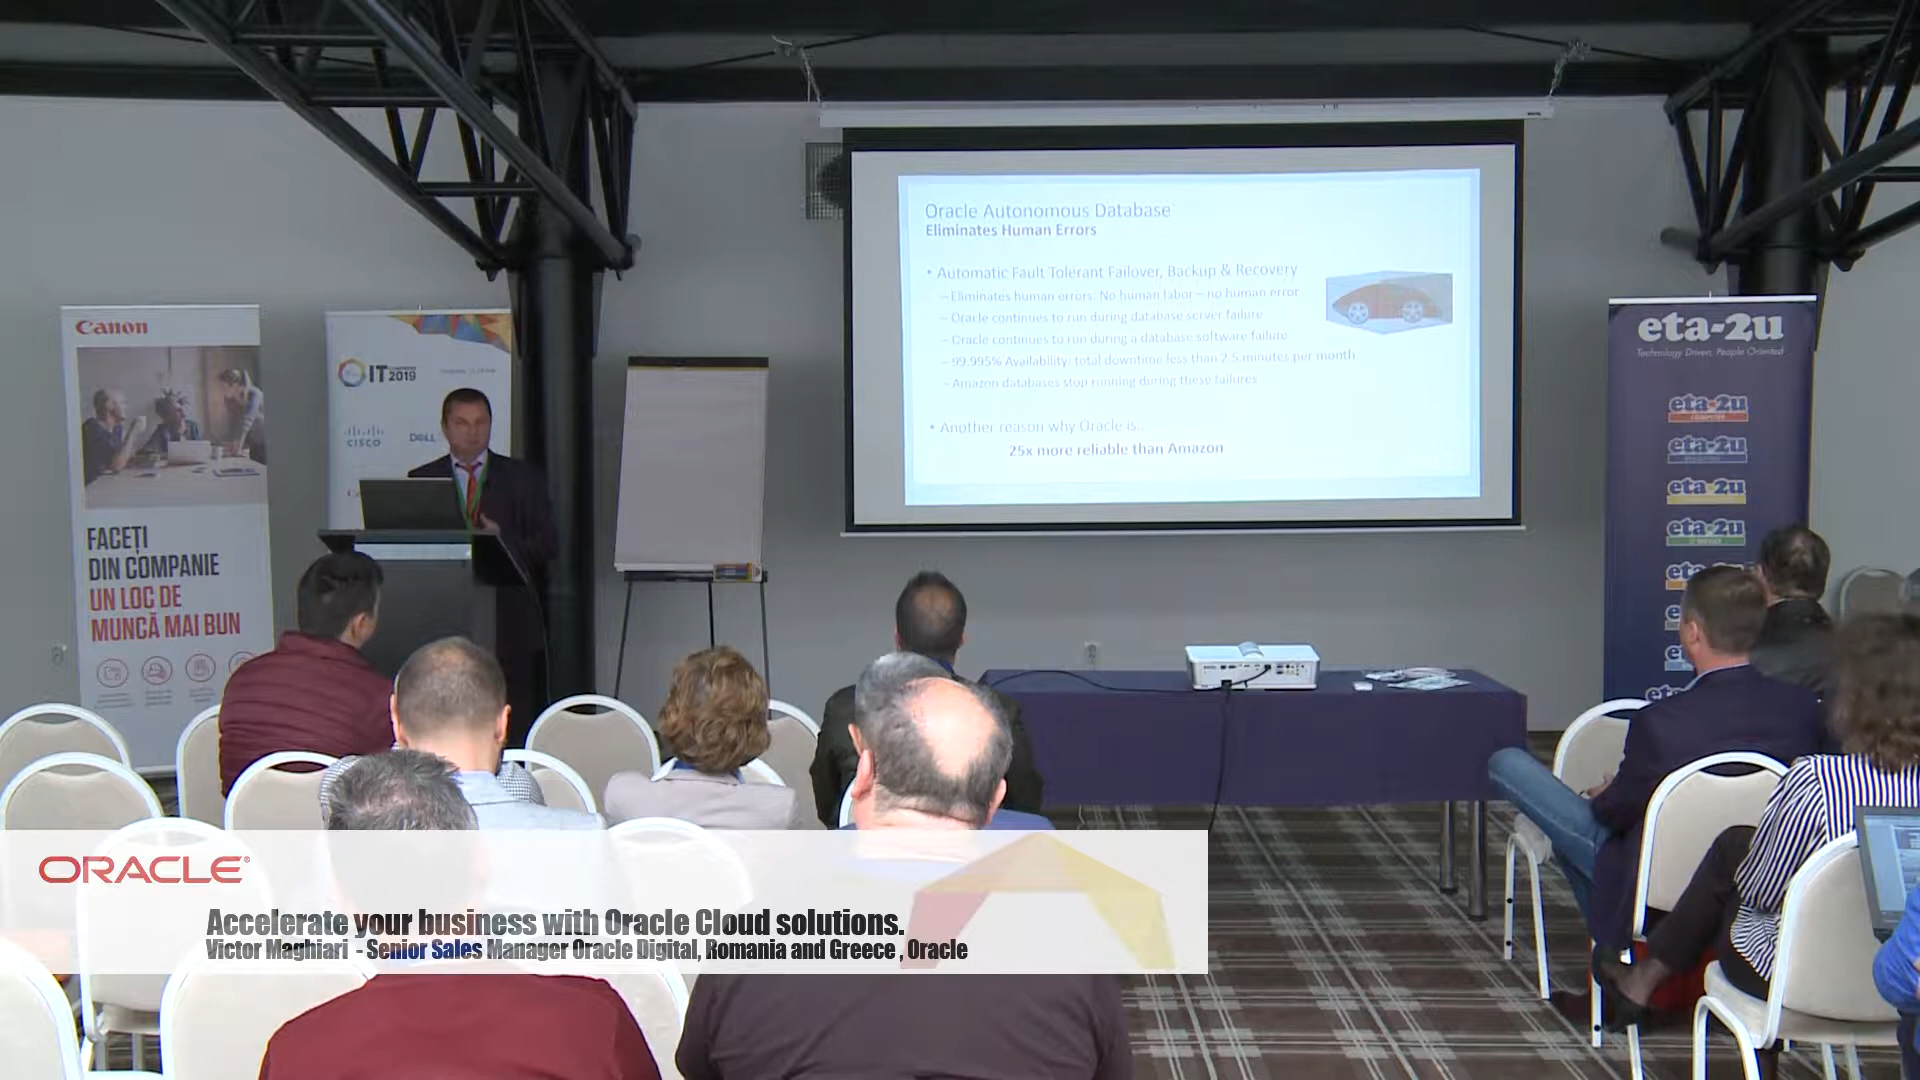 Oracle Autonomous Database
Eliminates Human Errors
• Automatic Fault Tolerant Failover, Backup & Recovery
– Eliminates human errors: No human labor – no human error
– Oracle continues to run during database server failure
– Oracle continues to run during a database software failure
– 99.995% Availability: total downtime less than 2.5 minutes per month
– Amazon databases stop running during these failures
• Another reason why Oracle is..
25x more reliable than Amazon
Canon
FACEȚI
DIN COMPANIE
UN LOC DE
MUNCĂ MAI BUN
IT
2019
CISCO
DELL
eta-2u
Technology Driven, People Oriented
eta-2u
COMPUTER
eta-2u
eta-2u
eta-2u
ORACLE
Accelerate your business with Oracle Cloud solutions.
Victor Maghiari - Senior Sales Manager Oracle Digital, Romania and Greece , Oracle